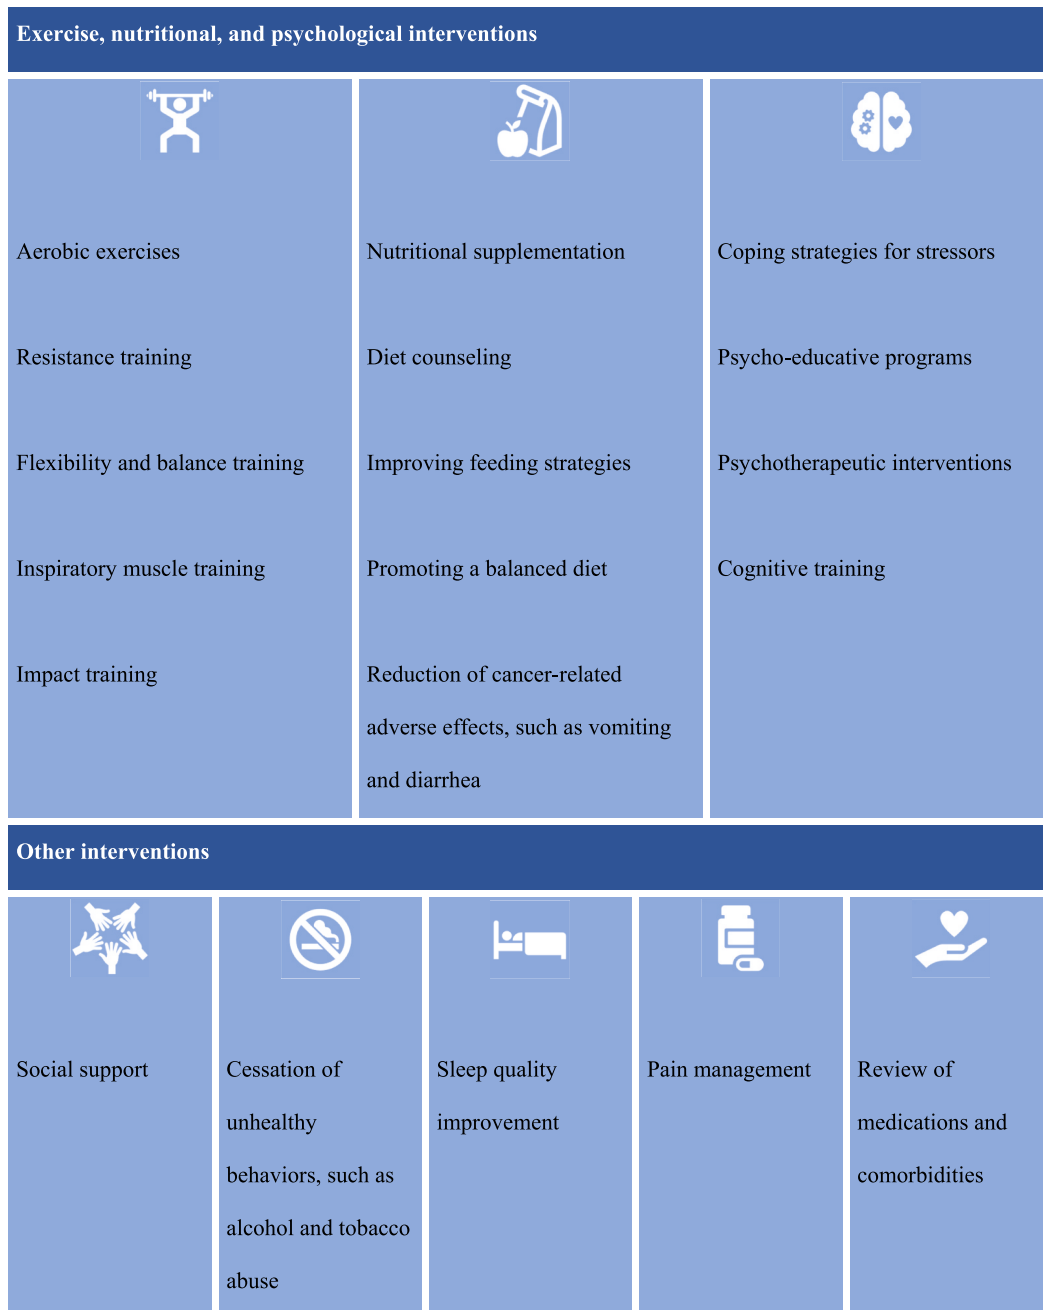 Exercise, nutritional, and psychological interventions
Aerobic exercises
Resistance training
Flexibility and balance training
Inspiratory muscle training
Impact training
Nutritional supplementation
Diet counseling
Improving feeding strategies
Promoting a balanced diet
Reduction of cancer-related
adverse effects, such as vomiting
and diarrhea
Coping strategies for stressors
Psycho-educative programs
Psychotherapeutic interventions
Cognitive training
Other interventions
Social support
Cessation of
unhealthy
behaviors, such as
alcohol and tobacco
abuse
Sleep quality
improvement
Pain management
Review of
medications and
comorbidities